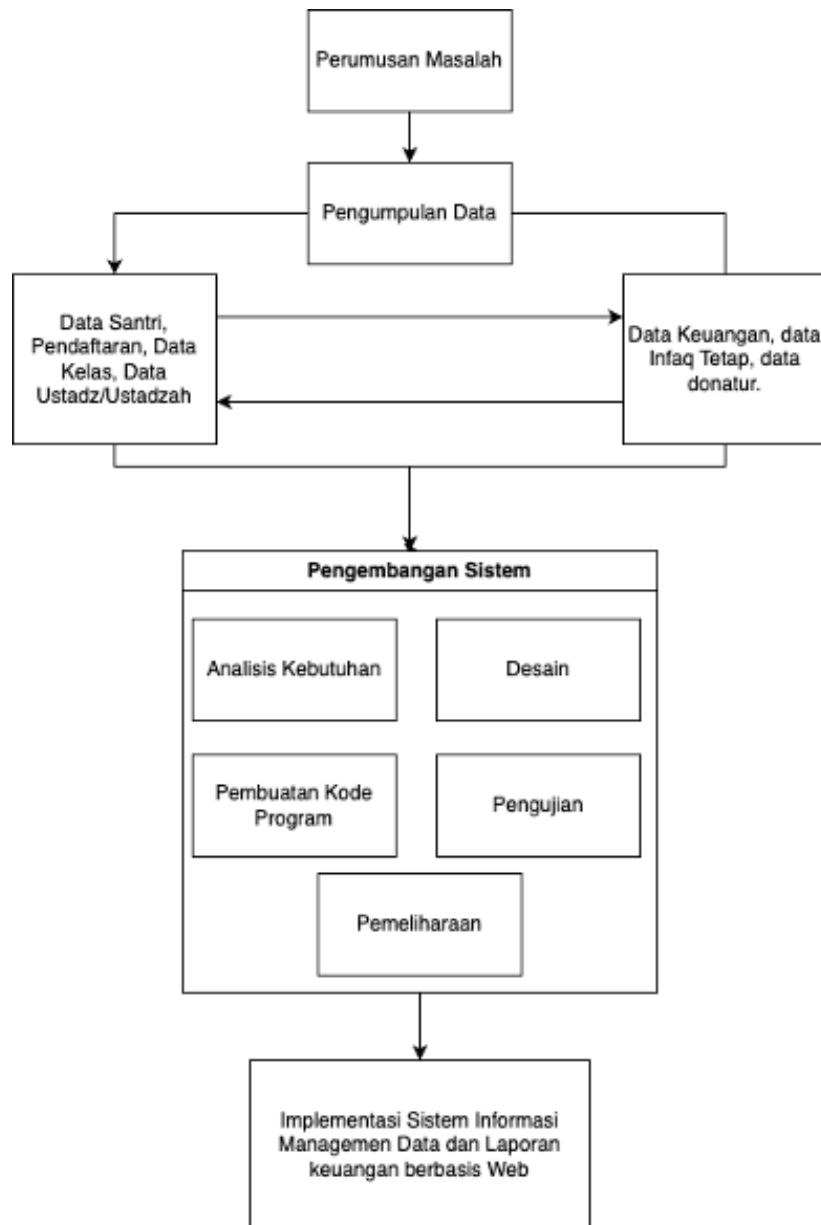 Perumusan Masalah
Pengumpulan Data
Data Santri,
Pendaftaran, Data
Kelas, Data
Ustadz/Ustadzah
Data Keuangan, data
Infaq Tetap, data
donatur.
Pengembangan Sistem
Analisis Kebutuhan
Desain
Pembuatan Kode
Program
Pengujian
Pemeliharaan
Implementasi Sistem Informasi
Managemen Data dan Laporan
keuangan berbasis Web